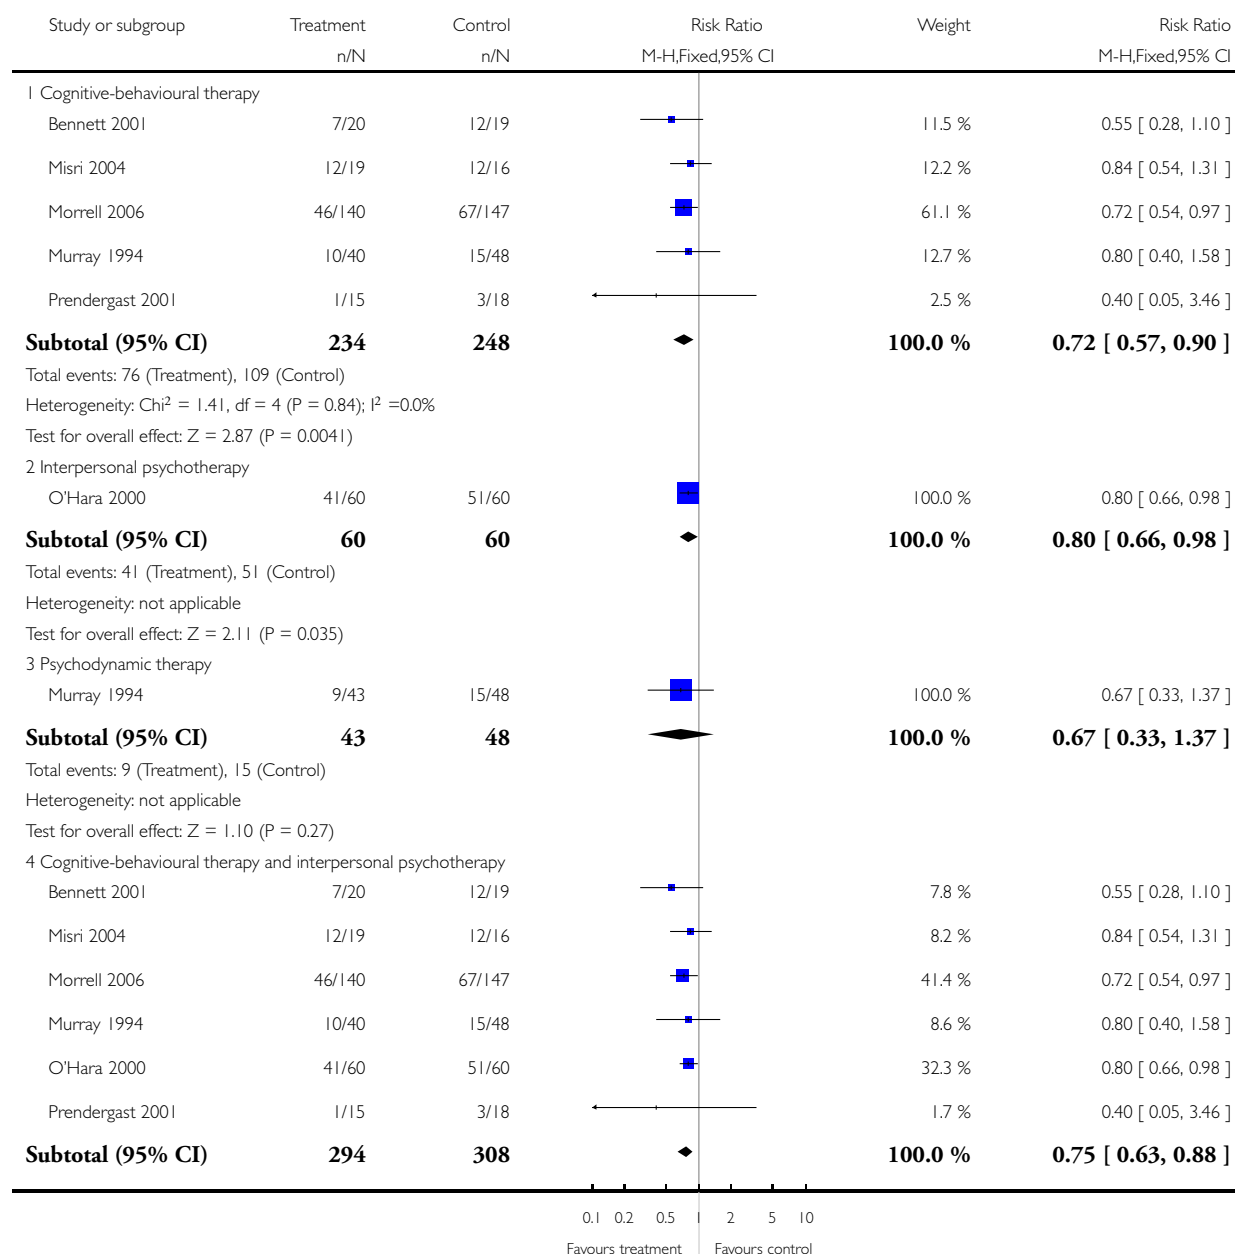 Study or subgroup Treatment Control Risk Ratio Weight Risk Ratio
n/N n/N M-H,Fixed,95% CI M-H,Fixed,95% CI
1 Cognitive-behavioural therapy
Bennett 2001 7/20 12/19 11.5 % 0.55 [ 0.28, 1.10 ]
Misri 2004 12/19 12/16 12.2 % 0.84 [ 0.54, 1.31 ]
Morrell 2006 46/140 67/147 61.1 % 0.72 [ 0.54, 0.97 ]
Murray 1994 10/40 15/48 12.7 % 0.80 [ 0.40, 1.58 ]
Prendergast 2001 1/15 3/18 2.5 % 0.40 [ 0.05, 3.46 ]
Subtotal (95% CI) 234 248 100.0 % 0.72 [ 0.57, 0.90 ]
Total events: 76 (Treatment), 109 (Control)
Heterogeneity: Chi² = 1.41, df = 4 (P = 0.84); I² =0.0%
Test for overall effect: Z = 2.87 (P = 0.0041)
2 Interpersonal psychotherapy
O'Hara 2000 41/60 51/60 100.0 % 0.80 [ 0.66, 0.98 ]
Subtotal (95% CI) 60 60 100.0 % 0.80 [ 0.66, 0.98 ]
Total events: 41 (Treatment), 51 (Control)
Heterogeneity: not applicable
Test for overall effect: Z = 2.11 (P = 0.035)
3 Psychodynamic therapy
Murray 1994 9/43 15/48 100.0 % 0.67 [ 0.33, 1.37 ]
Subtotal (95% CI) 43 48 100.0 % 0.67 [ 0.33, 1.37 ]
Total events: 9 (Treatment), 15 (Control)
Heterogeneity: not applicable
Test for overall effect: Z = 1.10 (P = 0.27)
4 Cognitive-behavioural therapy and interpersonal psychotherapy
Bennett 2001 7/20 12/19 7.8 % 0.55 [ 0.28, 1.10 ]
Misri 2004 12/19 12/16 8.2 % 0.84 [ 0.54, 1.31 ]
Morrell 2006 46/140 67/147 41.4 % 0.72 [ 0.54, 0.97 ]
Murray 1994 10/40 15/48 8.6 % 0.80 [ 0.40, 1.58 ]
O'Hara 2000 41/60 51/60 32.3 % 0.80 [ 0.66, 0.98 ]
Prendergast 2001 1/15 3/18 1.7 % 0.40 [ 0.05, 3.46 ]
Subtotal (95% CI) 294 308 100.0 % 0.75 [ 0.63, 0.88 ]
0.1 0.2 0.5 1 2 5 10
Favours treatment Favours control